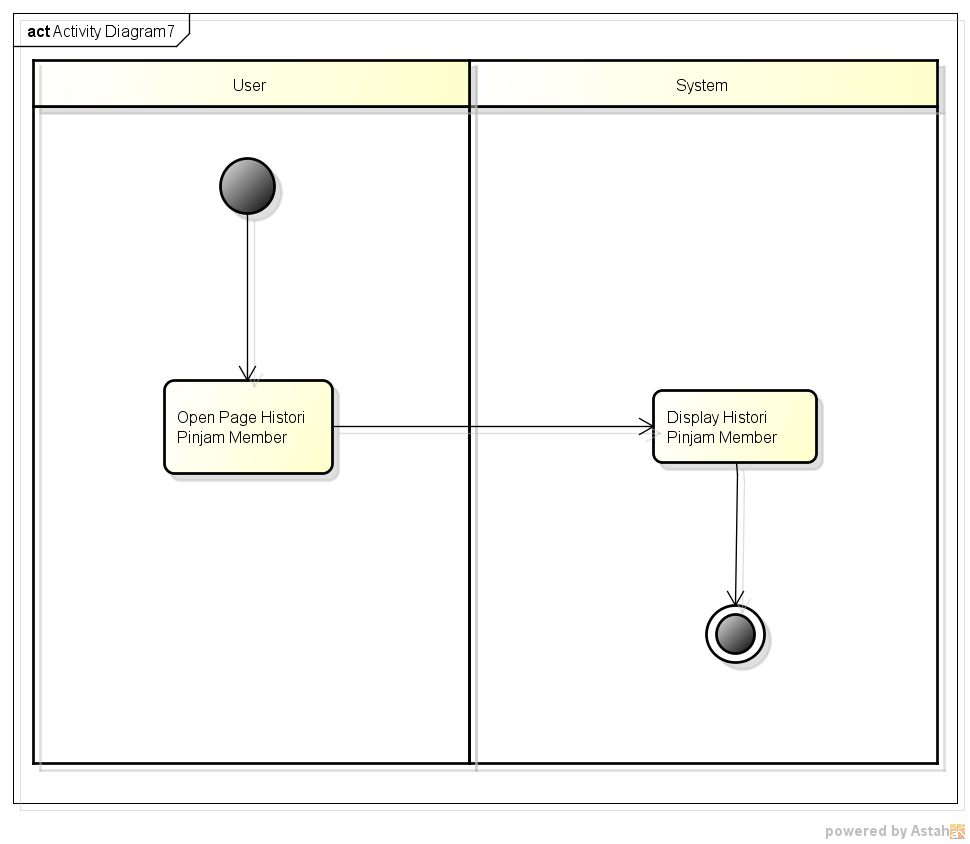 act Activity Diagram7
User
System
Open Page Histori
Pinjam Member
Display Histori
Pinjam Member
powered by Astah